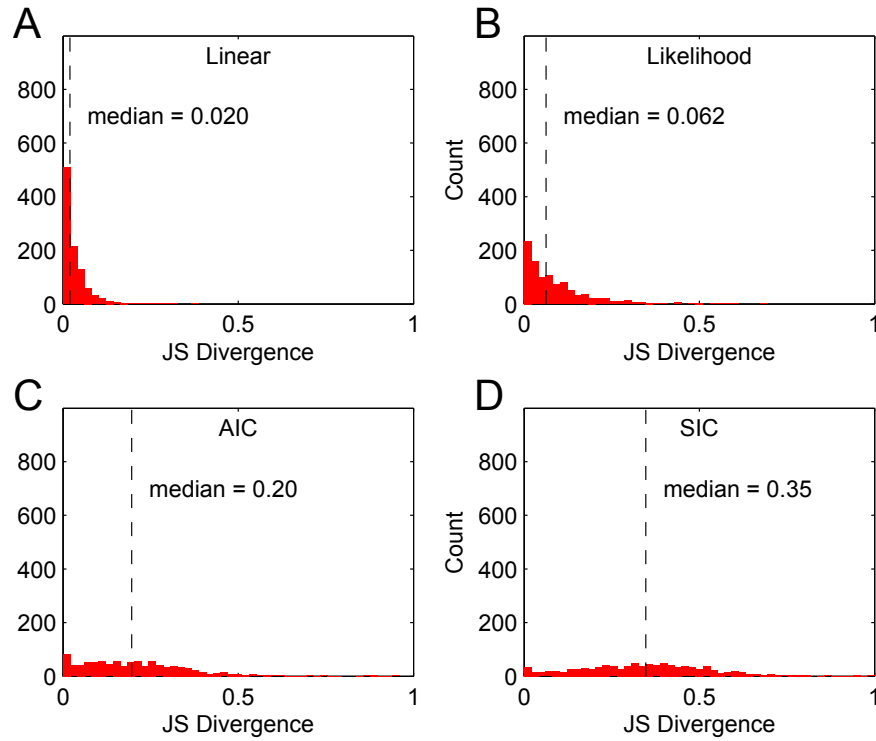 A
Linear
median = 0.020
800
600
400
200
0
0
0.5
1
JS Divergence
B
Likelihood
median = 0.062
Count
800
600
400
200
0
0
0.5
1
JS Divergence
C
AIC
median = 0.20
800
600
400
200
0
0
0.5
1
JS Divergence
D
SIC
median = 0.35
Count
800
600
400
200
0
0
0.5
1
JS Divergence